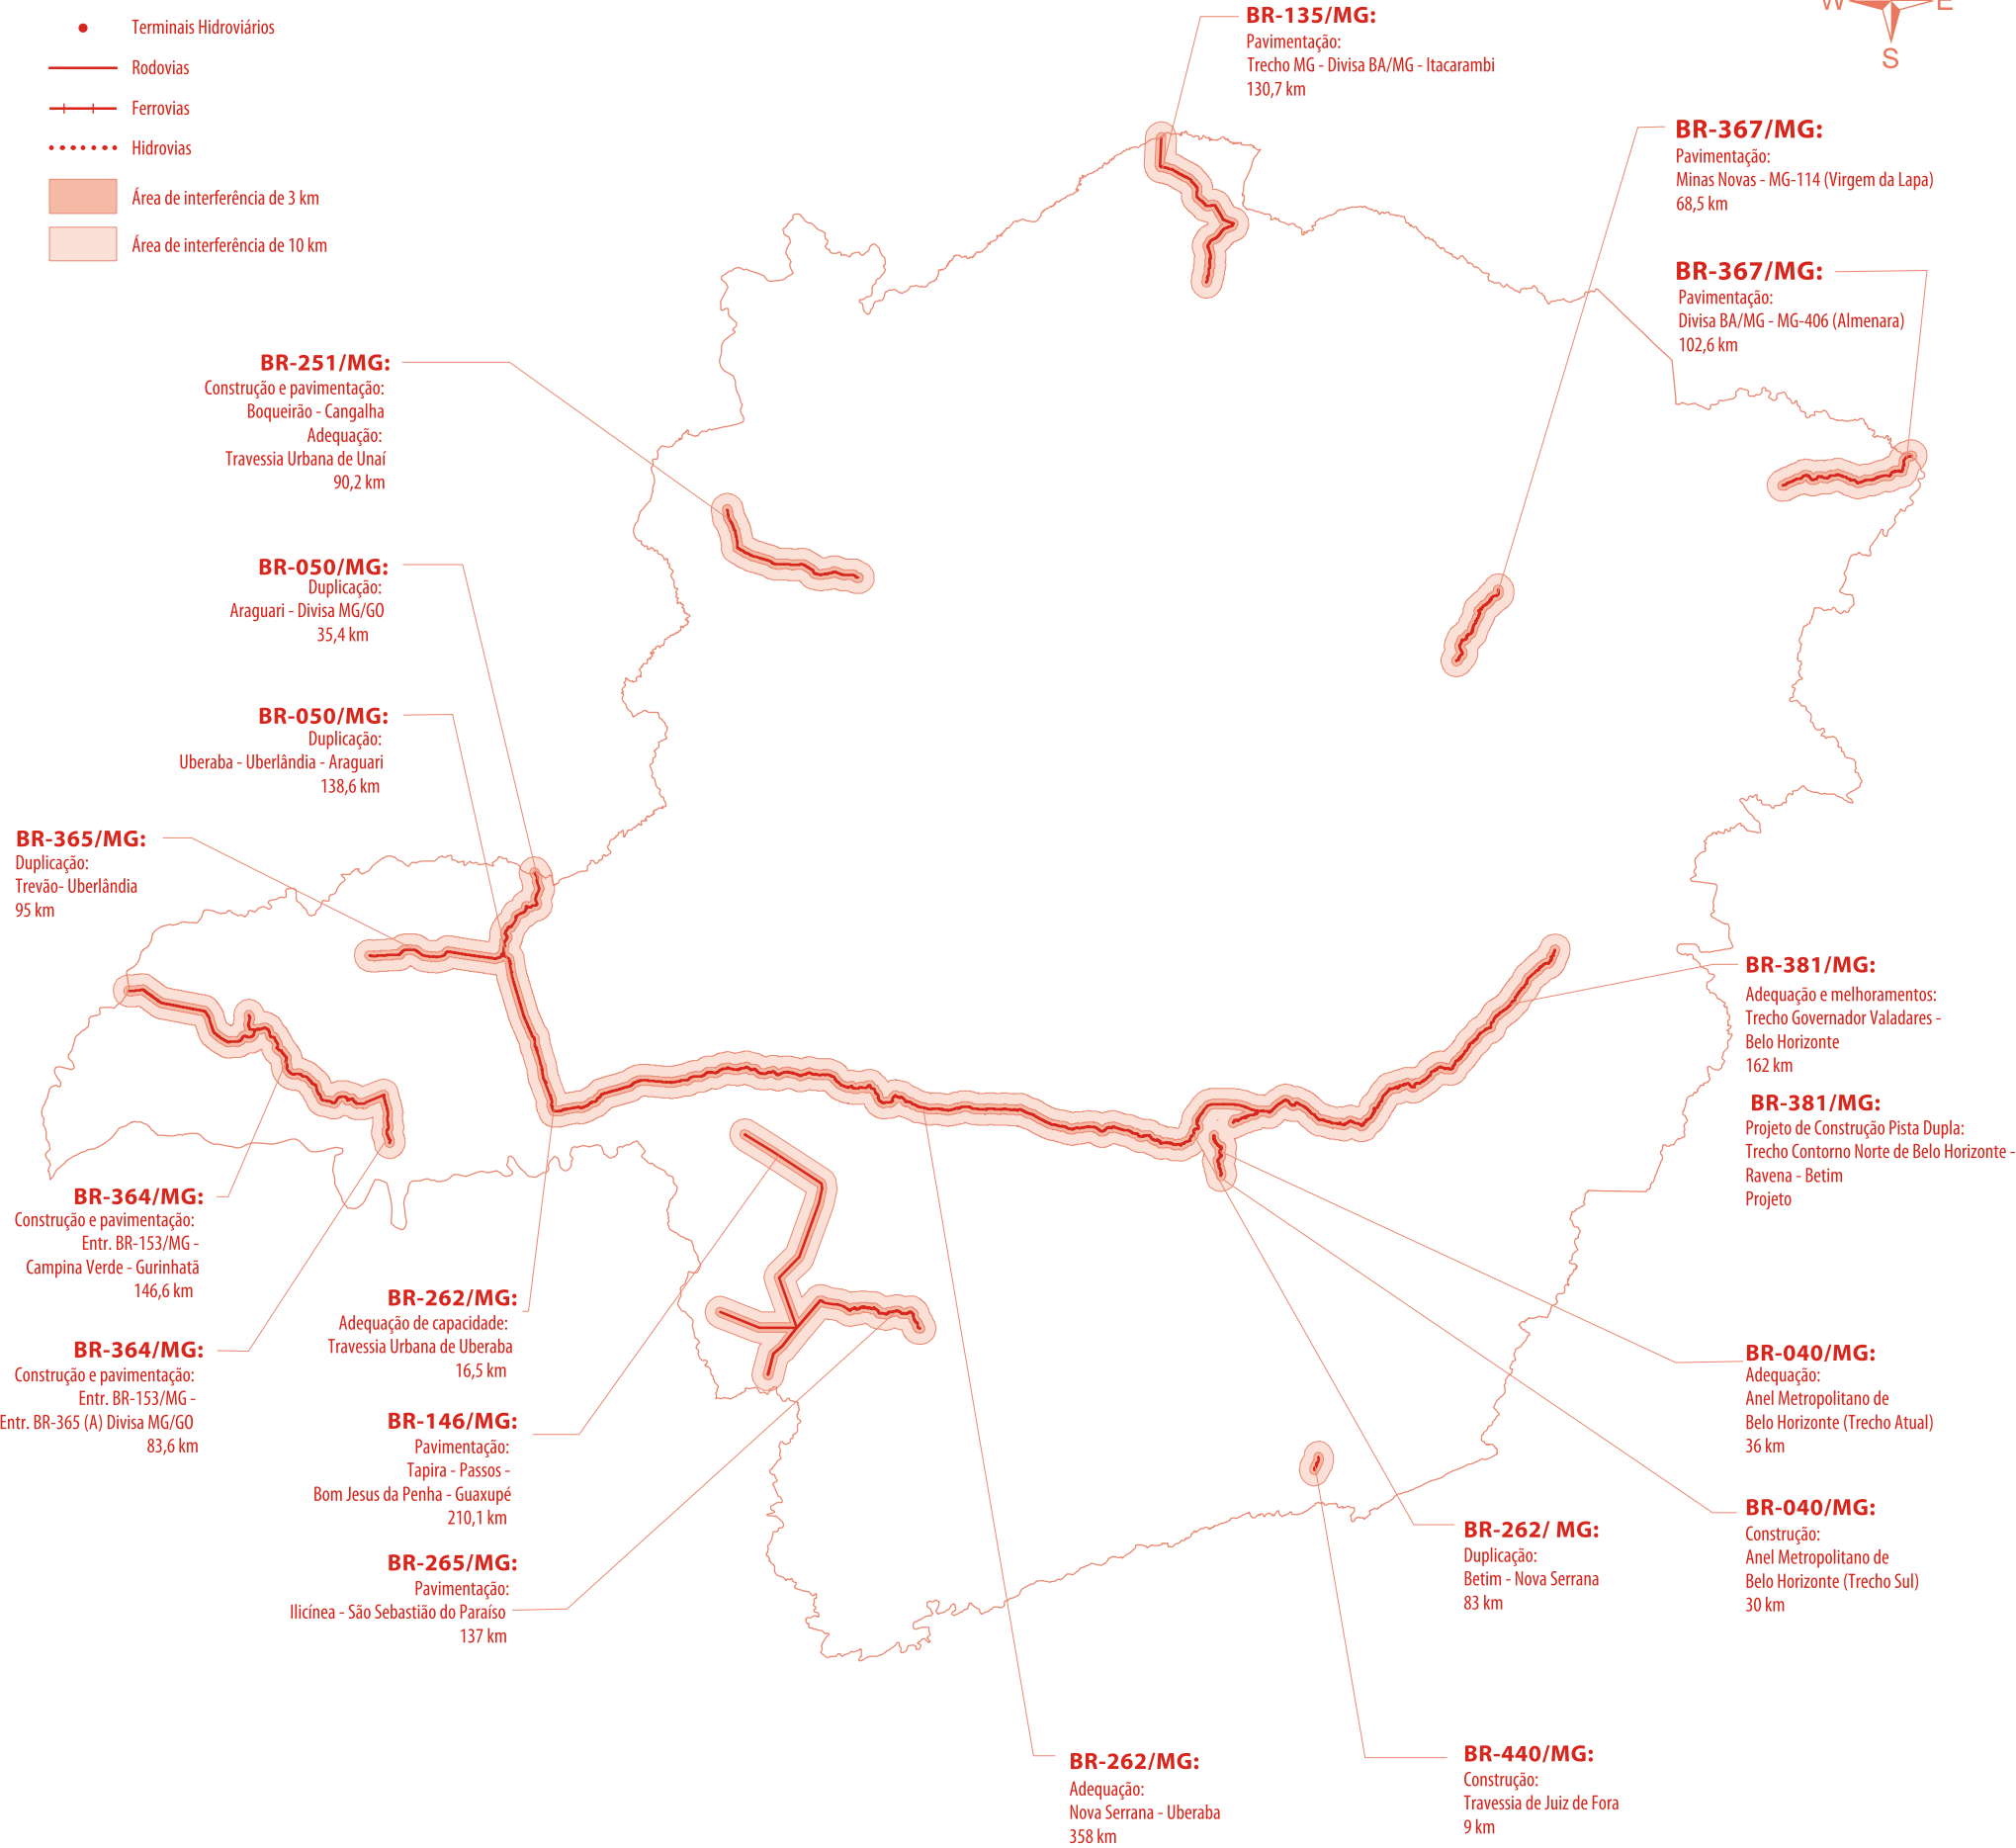 Terminais Hidroviários
Rodovias
Ferrovias
Hidrovias
Área de interferência de 3 km
Área de interferência de 10 km
W E
S
BR-135/MG:
Pavimentação:
Trecho MG - Divisa BA/MG - Itacarambi
130,7 km
BR-367/MG:
Pavimentação:
Minas Novas - MG-114 (Virgem da Lapa)
68,5 km
BR-367/MG:
Pavimentação:
Divisa BA/MG - MG-406 (Almenara)
102,6 km
BR-251/MG:
Construção e pavimentação:
Boqueirão - Cangalha
Adequação:
Travessia Urbana de Unaí
90,2 km
BR-050/MG:
Duplicação:
Araguari - Divisa MG/GO
35,4 km
BR-050/MG:
Duplicação:
Uberaba - Uberlândia - Araguari
138,6 km
BR-365/MG:
Duplicação:
Trevão- Uberlândia
95 km
BR-381/MG:
Adequação e melhoramentos:
Trecho Governador Valadares -
Belo Horizonte
162 km
BR-381/MG:
Projeto de Construção Pista Dupla:
Trecho Contorno Norte de Belo Horizonte -
Ravena - Betim
Projeto
BR-364/MG:
Construção e pavimentação:
Entr. BR-153/MG -
Campina Verde - Gurinhatã
146,6 km
BR-364/MG:
Construção e pavimentação:
Entr. BR-153/MG -
Entr. BR-365 (A) Divisa MG/GO
83,6 km
BR-262/MG:
Adequação de capacidade:
Travessia Urbana de Uberaba
16,5 km
BR-146/MG:
Pavimentação:
Tapira - Passos -
Bom Jesus da Penha - Guaxupé
210,1 km
BR-265/MG:
Pavimentação:
Ilicínea - São Sebastião do Paraíso
137 km
BR-040/MG:
Adequação:
Anel Metropolitano de
Belo Horizonte (Trecho Atual)
36 km
BR-040/MG:
Construção:
Anel Metropolitano de
Belo Horizonte (Trecho Sul)
30 km
BR-262/ MG:
Duplicação:
Betim - Nova Serrana
83 km
BR-262/MG:
Adequação:
Nova Serrana - Uberaba
358 km
BR-440/MG:
Construção:
Travessia de Juiz de Fora
9 km